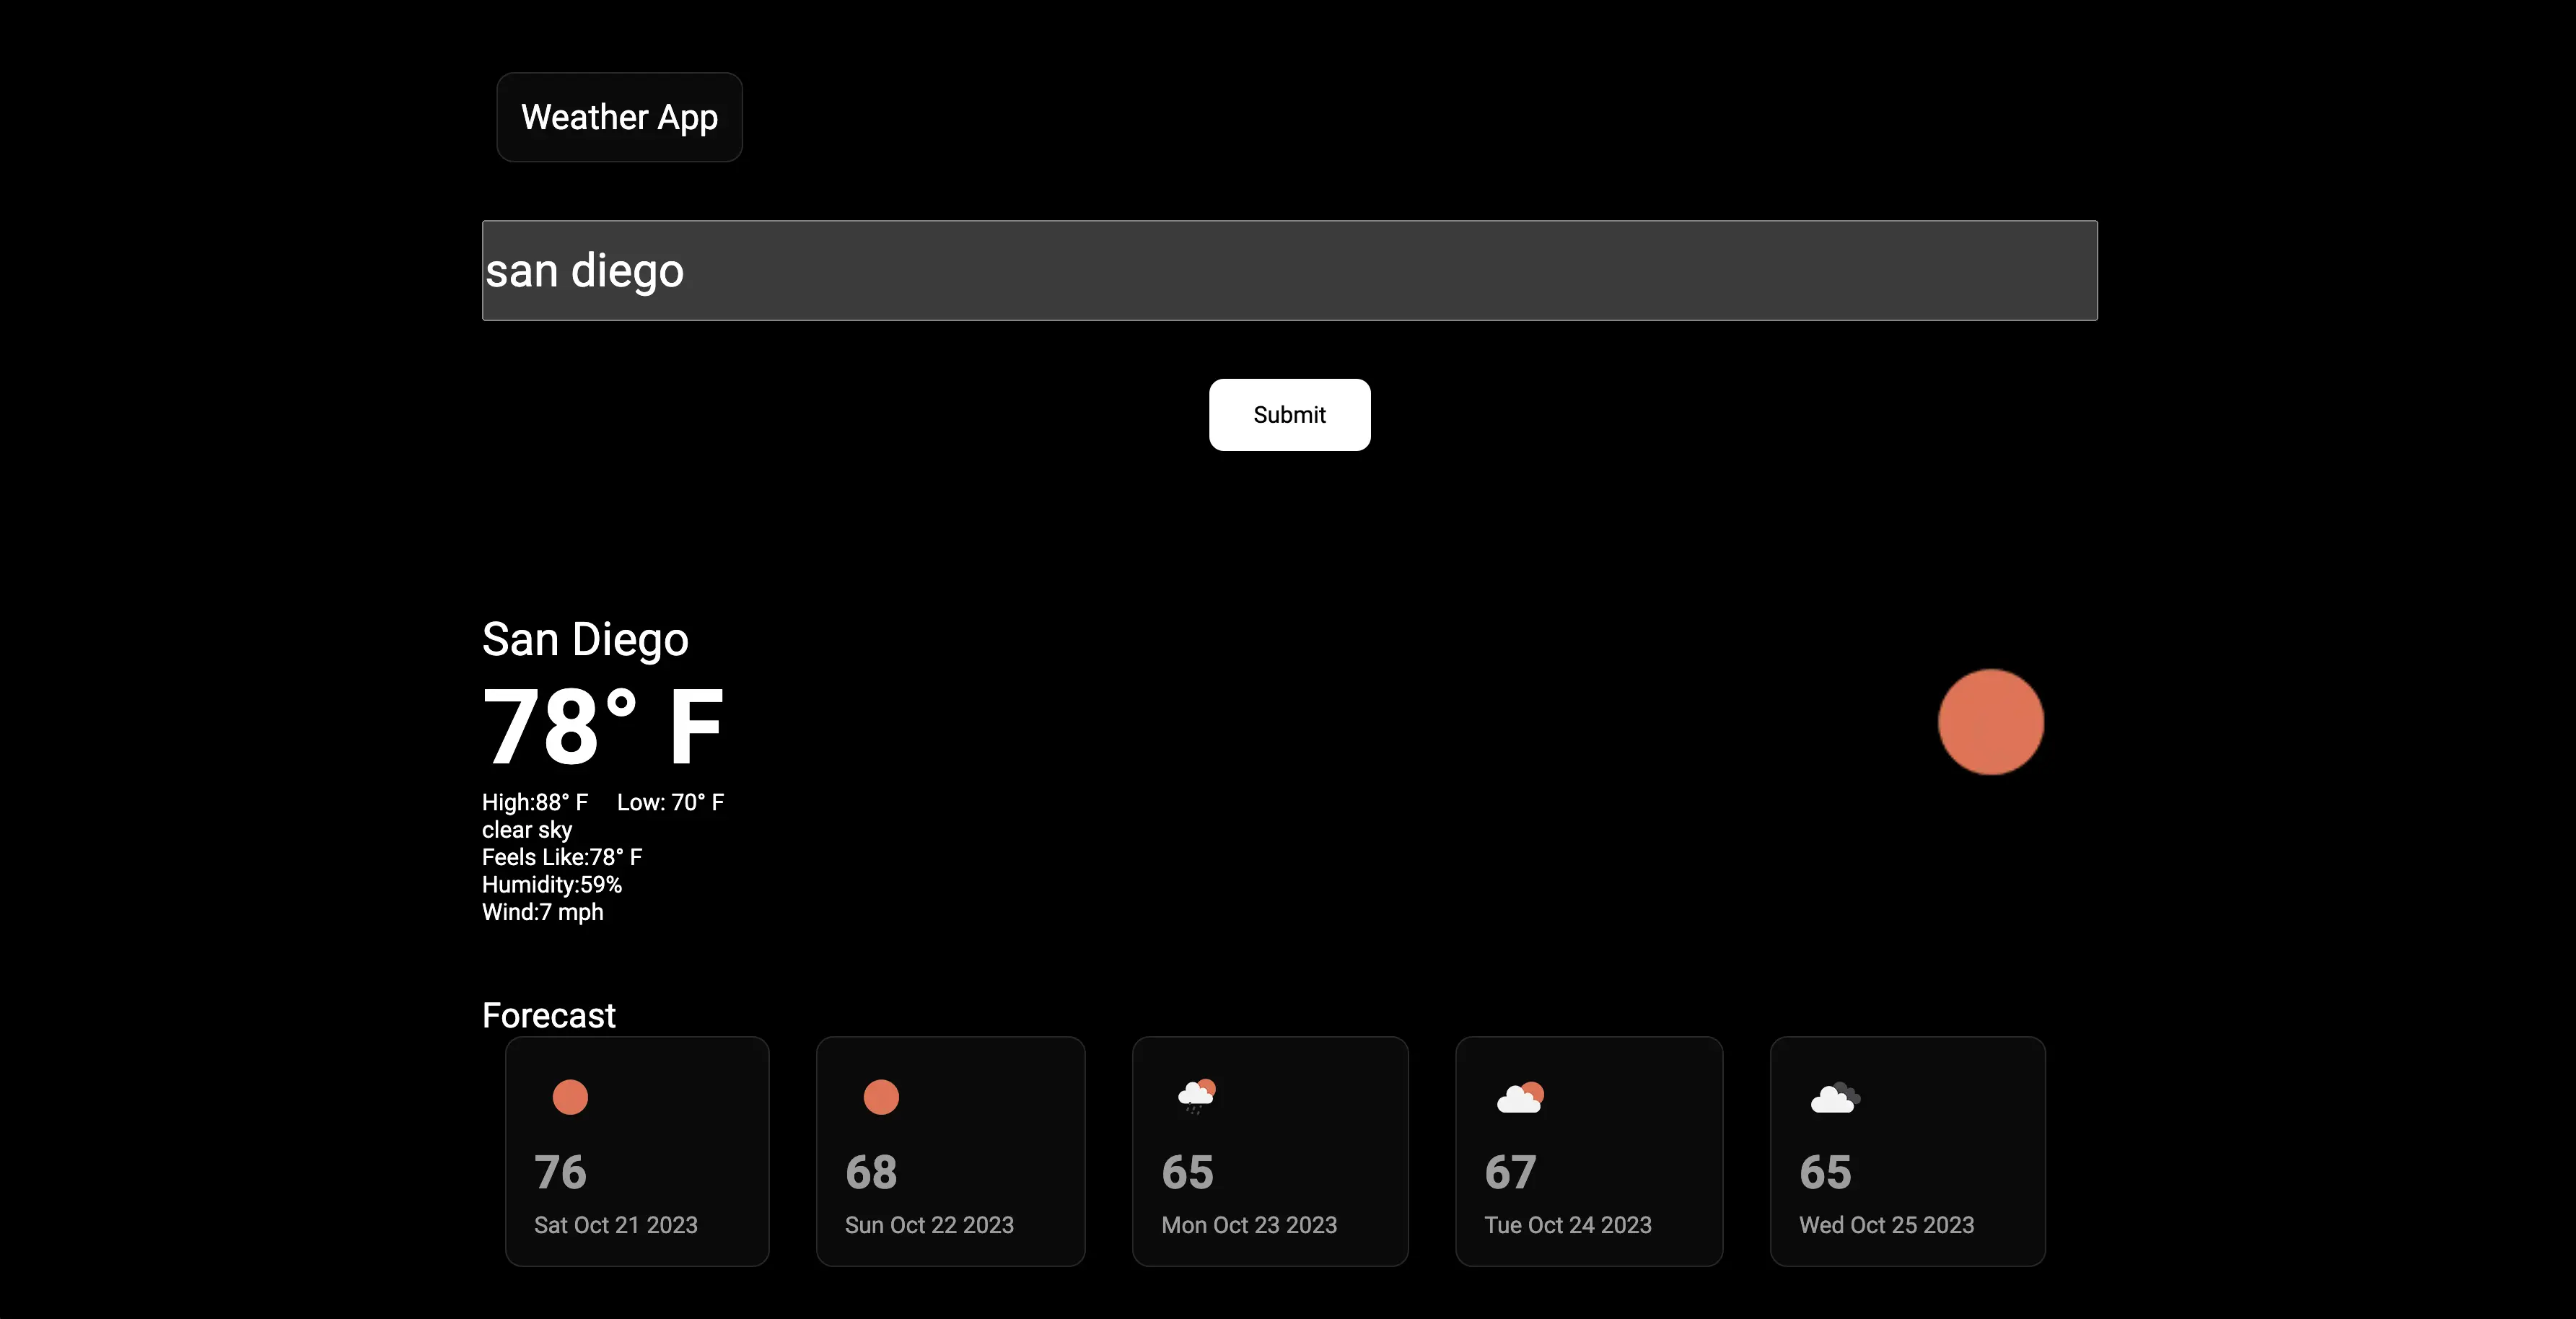 Weather App
san diego
Submit
San Diego
78° F
High:88° F Low: 70° F
clear sky
Feels Like:78° F
Humidity:59%
Wind:7 mph
Forecast
76
Sat Oct 21 2023
68
Sun Oct 22 2023
65
Mon Oct 23 2023
67
Tue Oct 24 2023
65
Wed Oct 25 2023